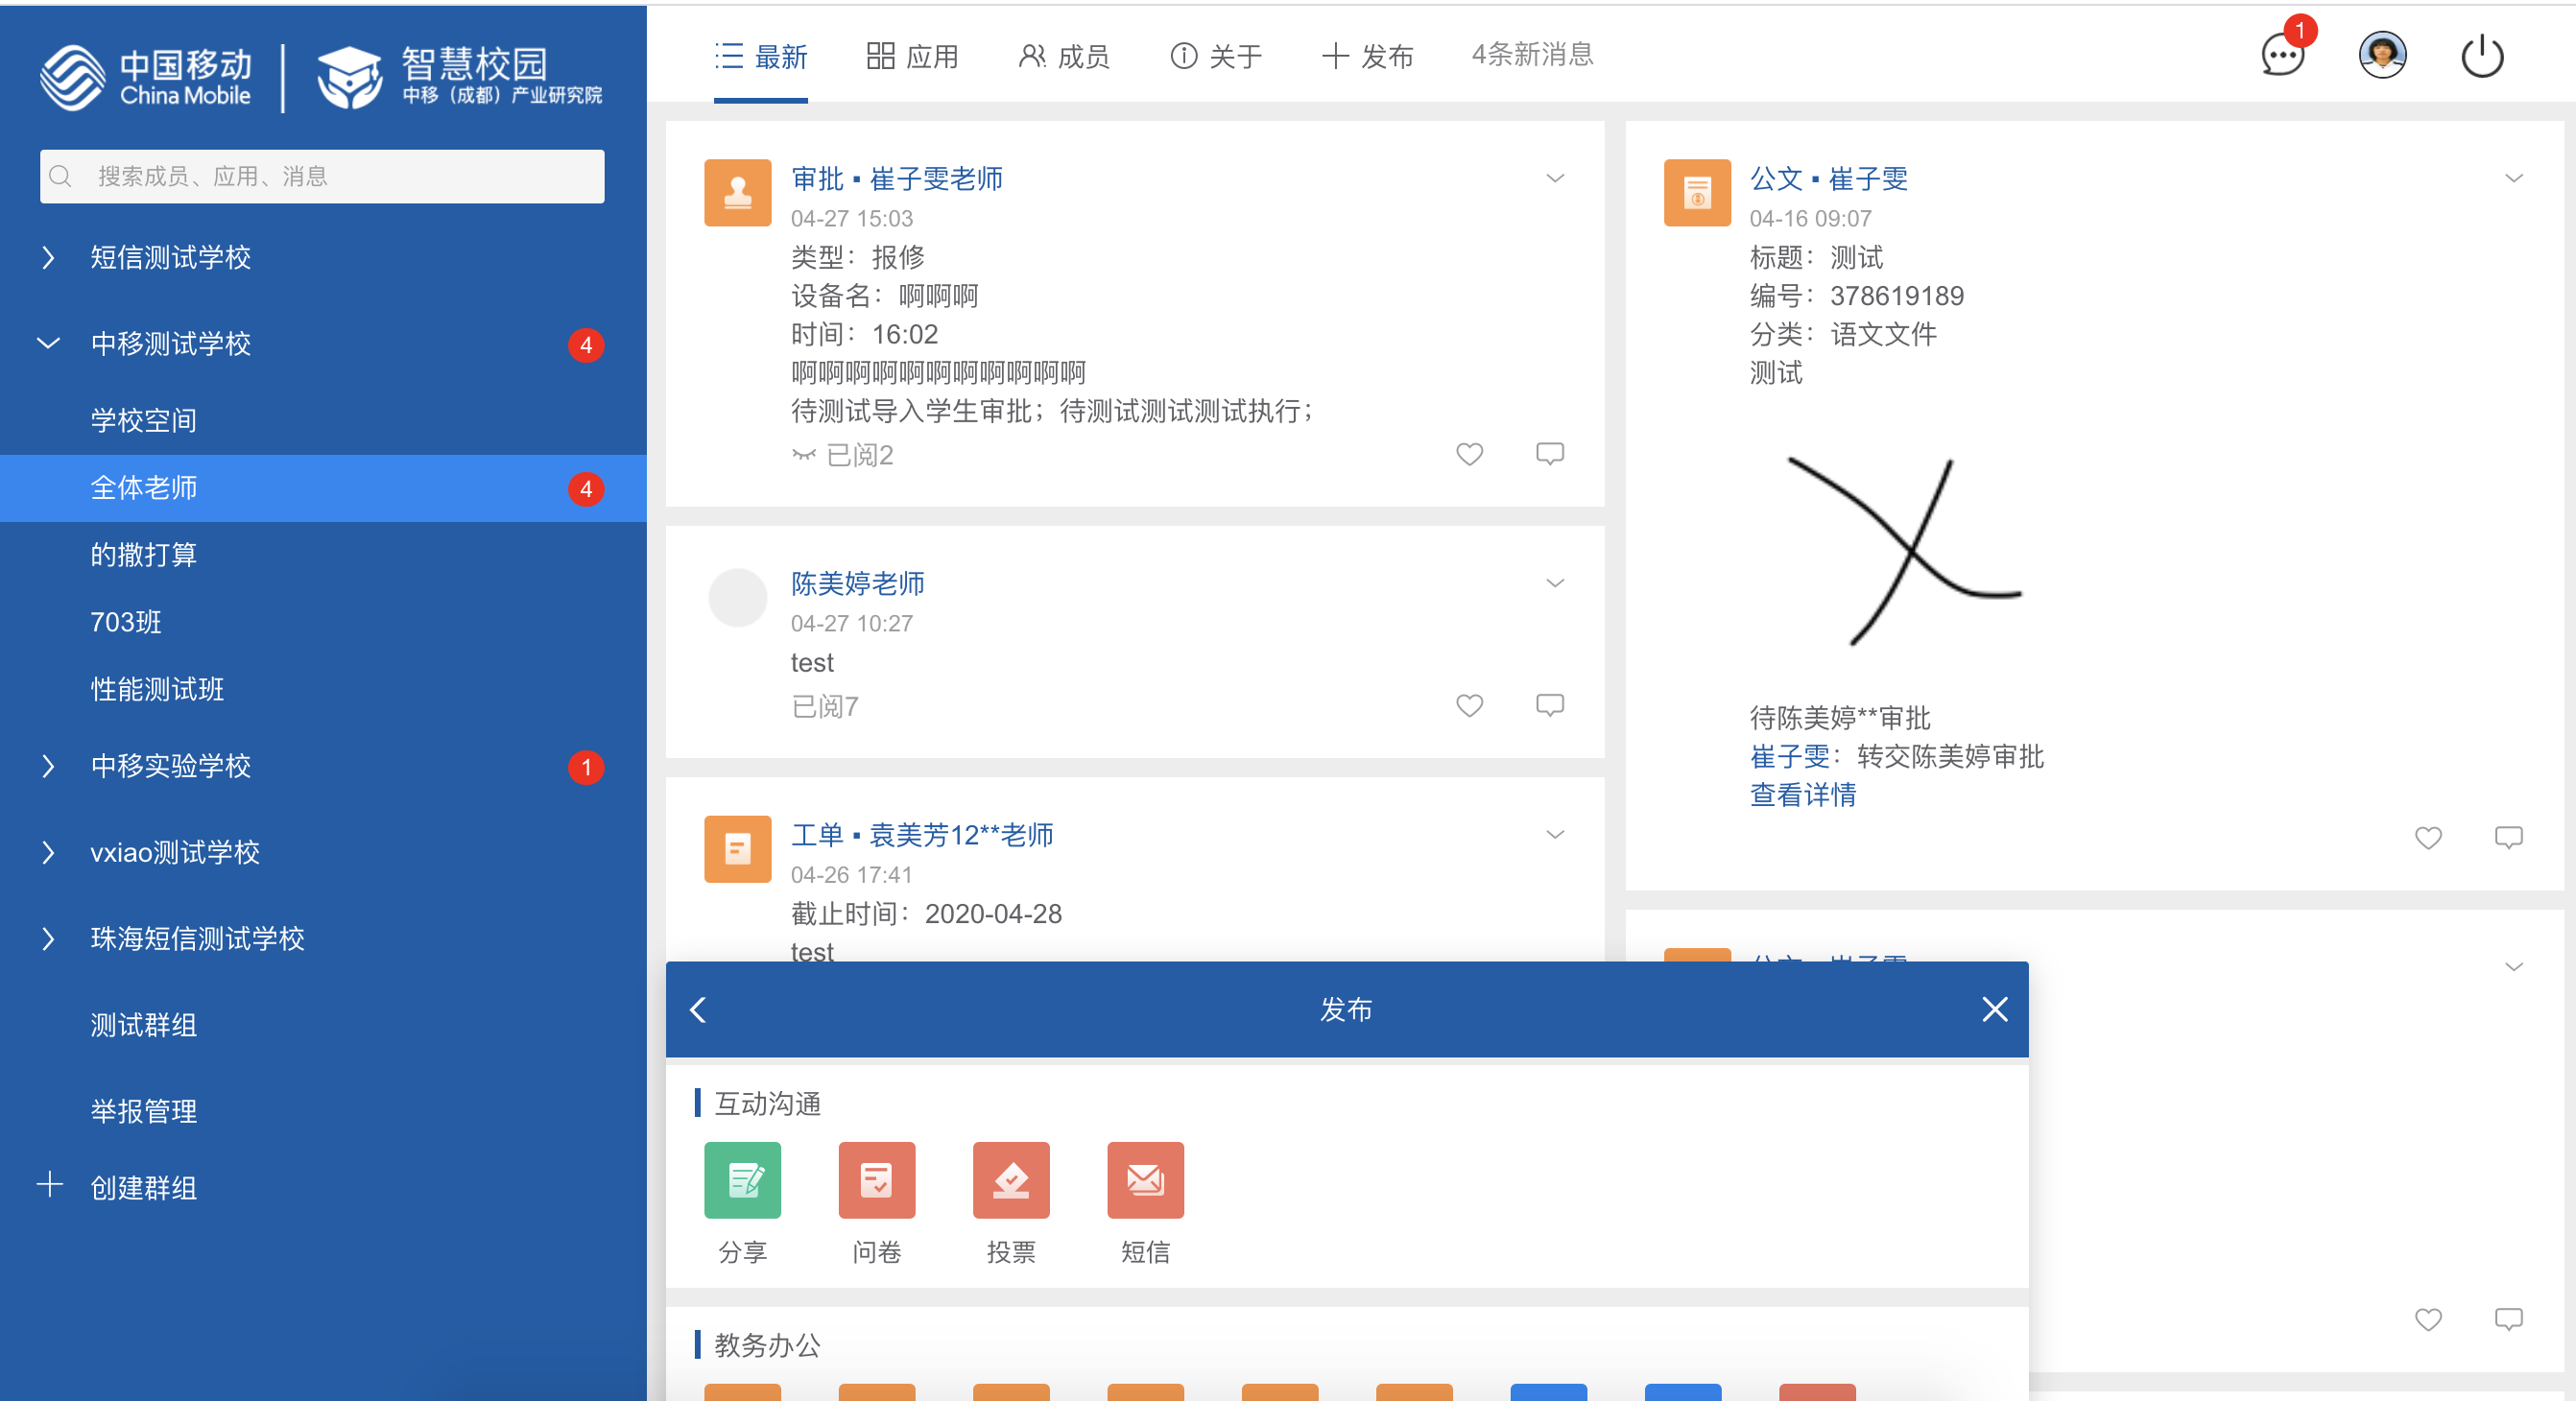 中国移动
China Mobile
智慧校园
中移（成都）产业研究院
搜索成员、应用、消息
短信测试学校
中移测试学校
4
学校空间
全体老师
4
的撒打算
703班
性能测试班
中移实验学校
1
vxiao测试学校
珠海短信测试学校
测试群组
举报管理
创建群组
最新
应用
成员
关于
发布
4条新消息
1
审批▪崔子雯老师
04-27 15:03
类型：报修
设备名：啊啊啊
时间：16:02
啊啊啊啊啊啊啊啊啊啊啊
待测试导入学生审批；待测试测试测试执行；
已阅2
陈美婷老师
04-27 10:27
test
已阅7
工单▪袁美芳12**老师
04-26 17:41
截止时间：2020-04-28
test
公文▪崔子雯
04-16 09:07
标题：测试
编号：378619189
分类：语文文件
测试
待陈美婷**审批
崔子雯：转交陈美婷审批
查看详情
公文▪崔子雯
发布
互动沟通
分享
问卷
投票
短信
教务办公